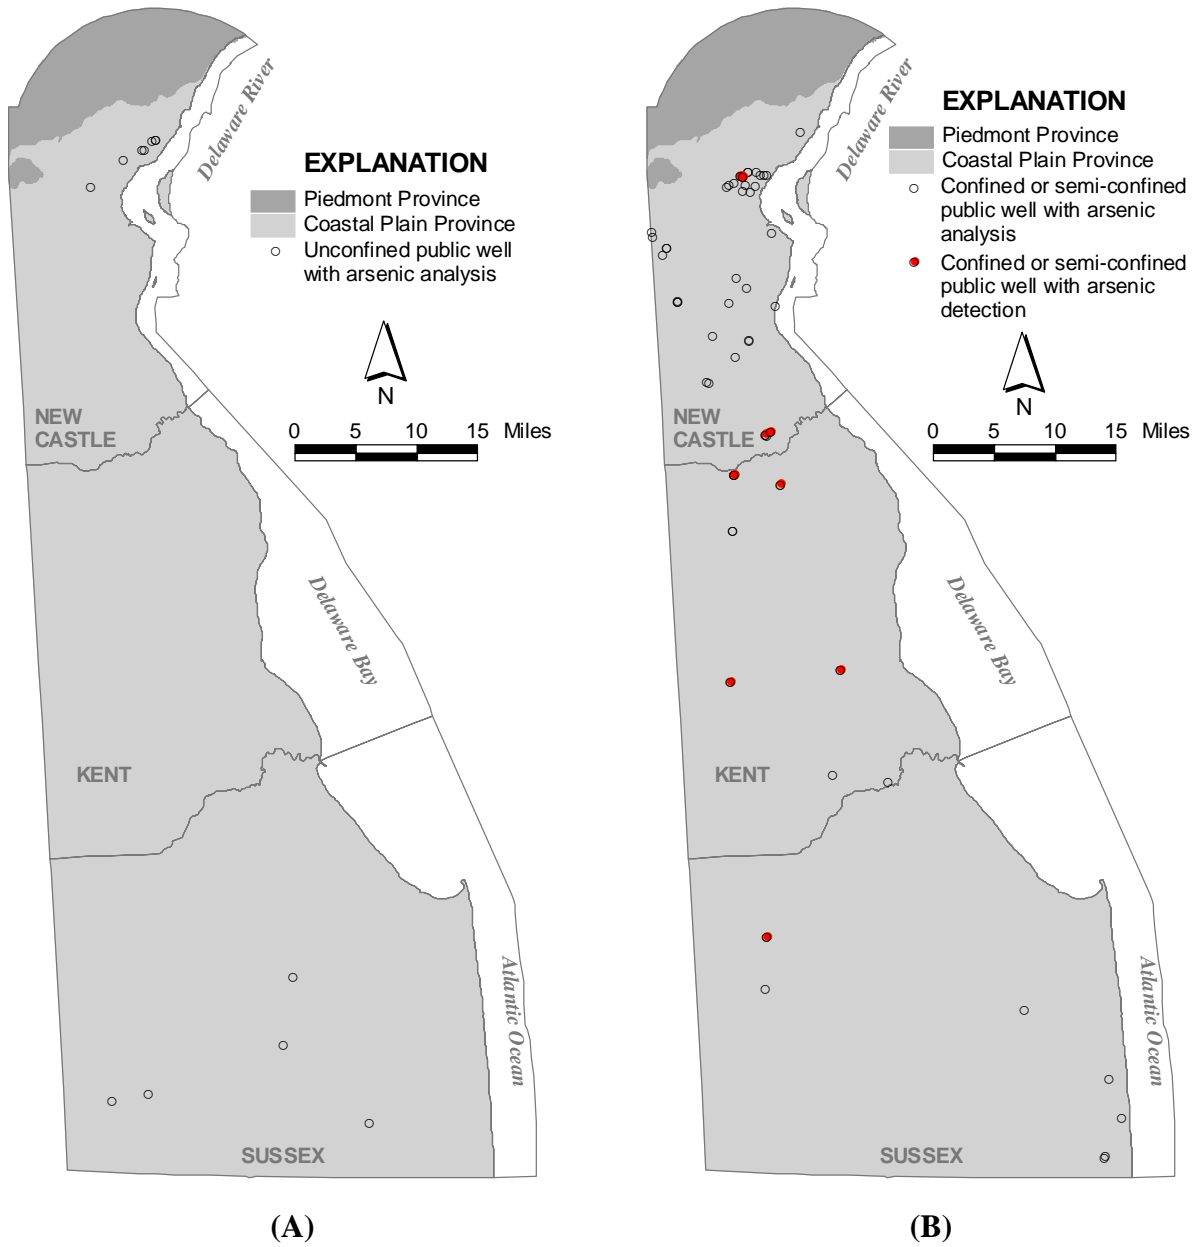 Delaware River
EXPLANATION
Piedmont Province
Coastal Plain Province
Unconfined public well
with arsenic analysis
N
0 5 10 15 Miles
NEW
CASTLE
Delaware Bay
KENT
Atlantic Ocean
SUSSEX
(A)
Delaware River
EXPLANATION
Piedmont Province
Coastal Plain Province
Confined or semi-confined
public well with arsenic
analysis
Confined or semi-confined
public well with arsenic
detection
N
0 5 10 15 Miles
NEW
CASTLE
Delaware Bay
KENT
Atlantic Ocean
SUSSEX
(B)